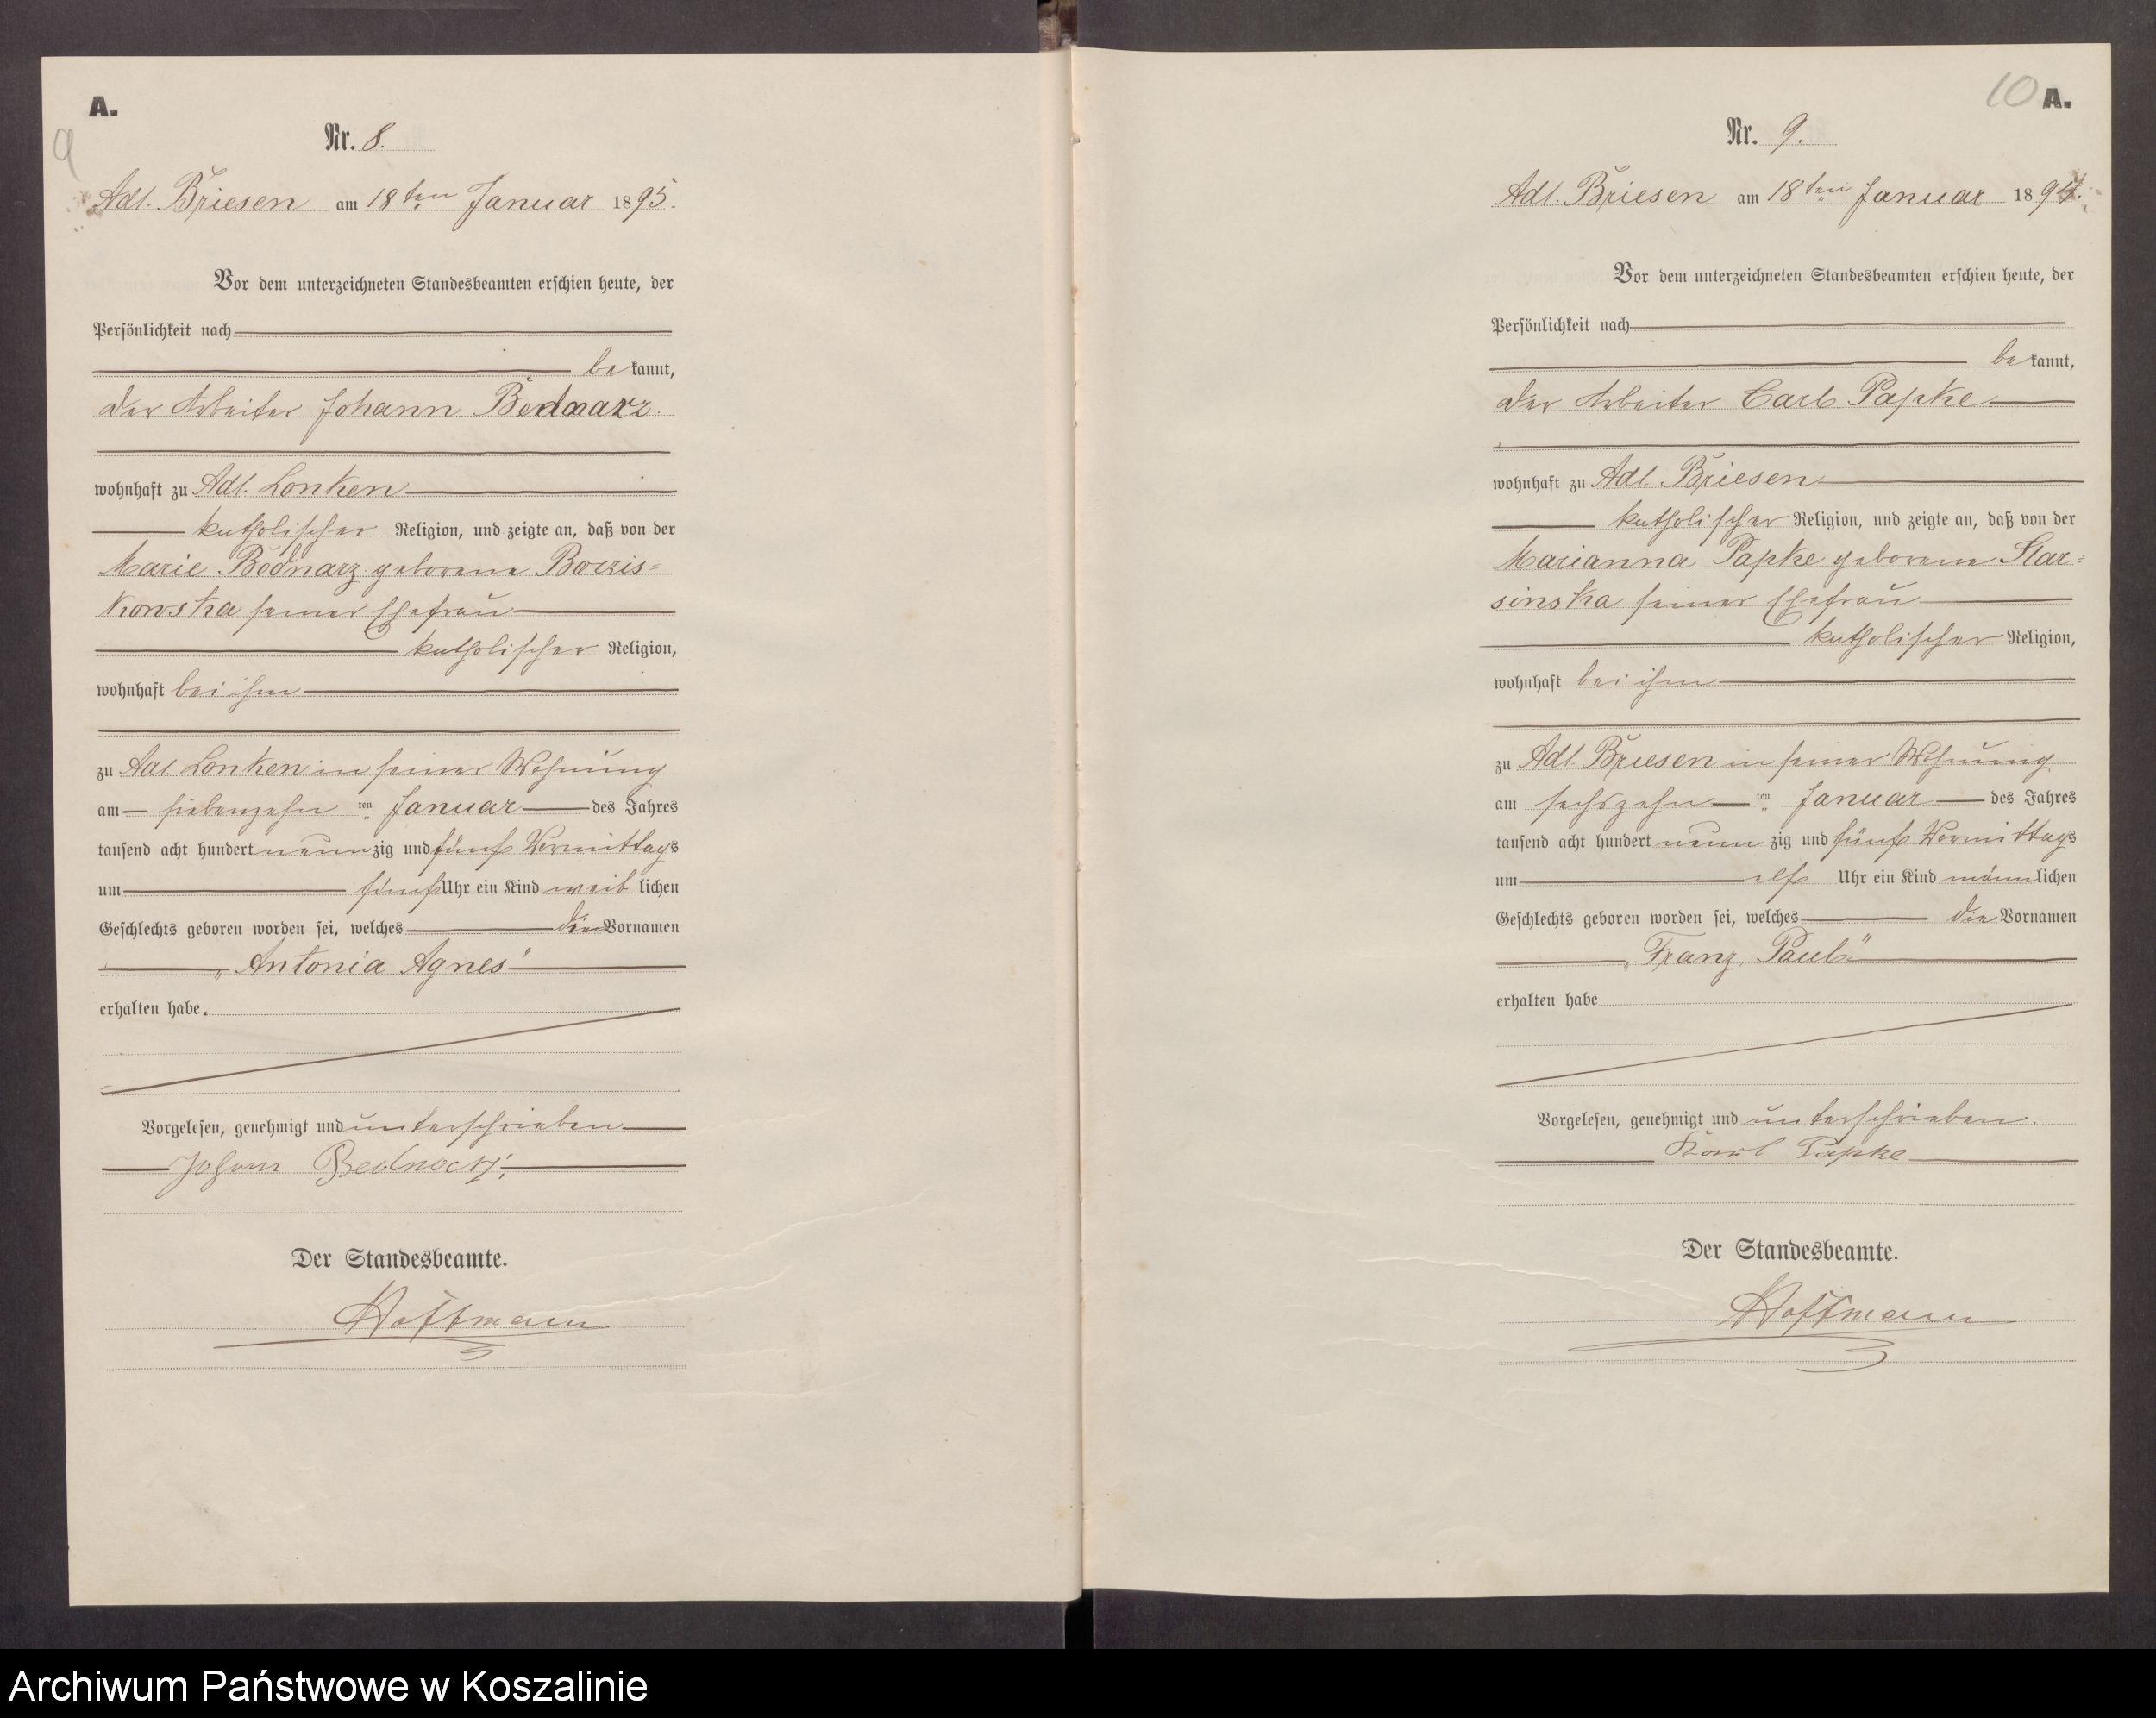 A.
9
Nr. 8.
Adl. Briesen am 18ten Januar 1895.
Vor dem unterzeichneten Standesbeamten erschien heute, der
Persönlichkeit nach
bekannt,
der Arbeiter Johann Bednarz.
wohnhaft zu Adl. Lonken
katholischer Religion, und zeigte an, daß von der
Marie Bednarz geborene Borzis=
kowska seiner Ehefrau
katholischer Religion,
wohnhaft bei ihm
zu Adl. Lonken in seiner Wohnung
am siebenzehn ten Januar des Jahres
tausend acht hundert neunzig und fünf Vormittags
um fünf Uhr ein Kind weiblichen
Geschlechts geboren worden sei, welches die Vornamen
„Antonia Agnes"
erhalten habe.
Vorgelesen, genehmigt und unterschrieben
Johann Bednarz
Der Standesbeamte.
Hoffmann
10 A.
Nr. 9.
Adl. Briesen am 18ten Januar 189
Vor dem unterzeichneten Standesbeamten erschien heute, der
Persönlichkeit nach
bekannt,
der Arbeiter Carl Papke
wohnhaft zu Adl. Briesen
katholischer Religion, und zeigte an, daß von der
Marianna Papke geborene Star=
sinska seiner Ehefrau
katholischer Religion,
wohnhaft bei ihm
zu Adl. Briesen in seiner Wohnung
am sechszehn ten Januar des Jahres
tausend acht hundert neunzig und fünf Vormittags
um elf Uhr ein Kind männlichen
Geschlechts geboren worden sei, welches die Vornamen
„Franz Paul"
erhalten habe
Vorgelesen, genehmigt und unterschrieben.
Karl Papke
Der Standesbeamte.
Hoffmann
Archiwum Państwowe w Koszalinie